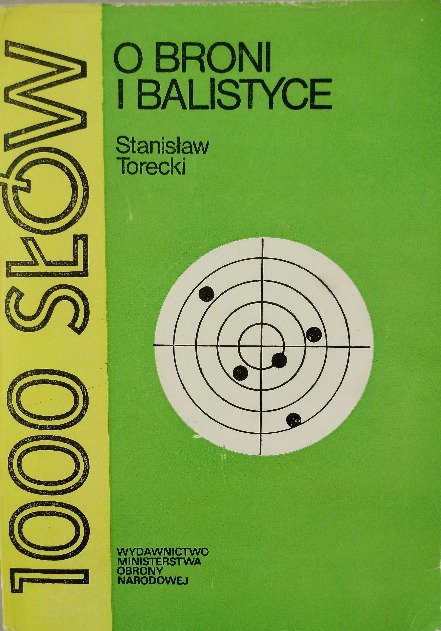 1000 SŁÓW
O BRONI
I BALISTYCE
Stanisław
Torecki
WYDAWNICTWO
MINISTERSTWA
OBRONY
NARODOWEJ